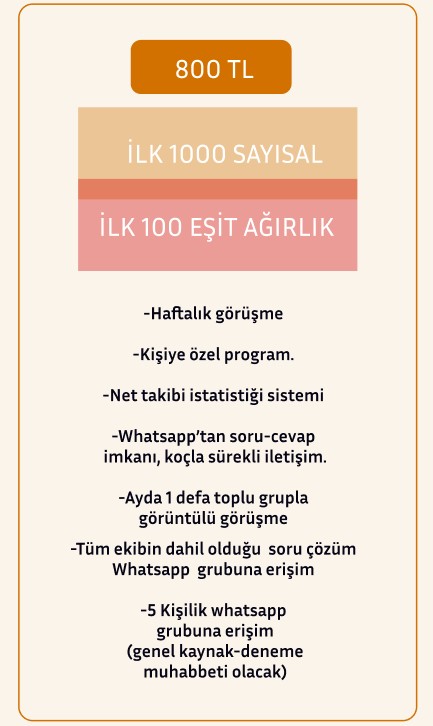 800 TL
İLK 1000 SAYISAL
İLK 100 EŞİT AĞIRLIK
-Haftalık görüşme
-Kişiye özel program.
-Net takibi istatistiği sistemi
-Whatsapp'tan soru-cevap
imkanı, koçla sürekli iletişim.
-Ayda 1 defa toplu grupla
görüntülü görüşme
-Tüm ekibin dahil olduğu soru çözüm
Whatsapp grubuna erişim
-5 Kişilik whatsapp
grubuna erişim
(genel kaynak-deneme
muhabbeti olacak)